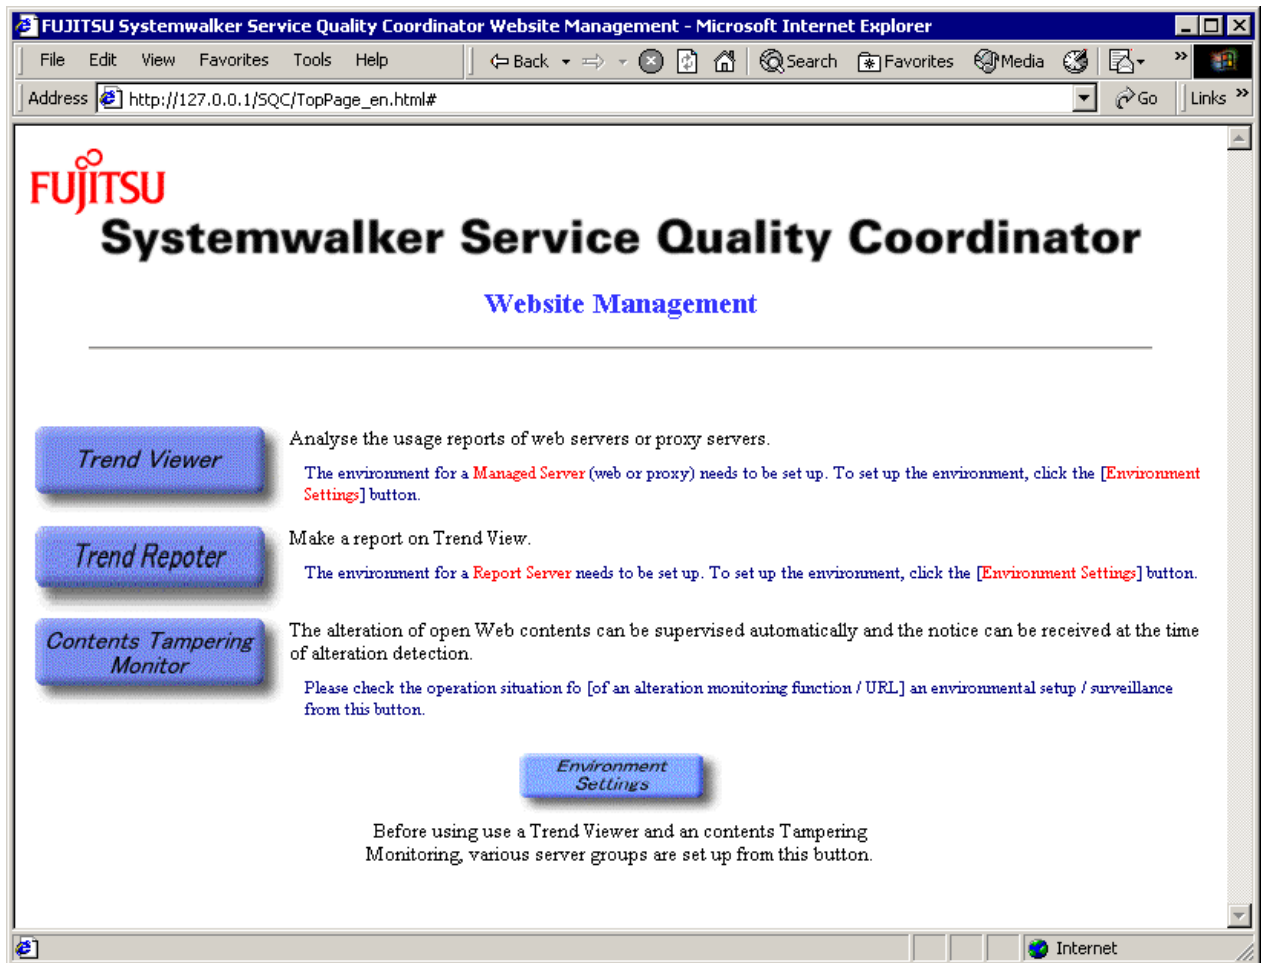 FUJITSU Systemwalker Service Quality Coordinator Website Management - Microsoft Internet Explorer
File Edit View Favorites Tools Help Back Search Favorites Media »
Address http://127.0.0.1/SQC/TopPage_en.html# Go Links »
FUJITSU
Systemwalker Service Quality Coordinator
Website Management
Trend Viewer
Analyse the usage reports of web servers or proxy servers.
The environment for a Managed Server (web or proxy) needs to be set up. To set up the environment, click the [Environment
Settings] button.
Trend Repoter
Make a report on Trend View.
The environment for a Report Server needs to be set up. To set up the environment, click the [Environment Settings] button.
Contents Tampering
Monitor
The alteration of open Web contents can be supervised automatically and the notice can be received at the time
of alteration detection.
Please check the operation situation fo [of an alteration monitoring function / URL] an environmental setup / surveillance
from this button.
Environment
Settings
Before using use a Trend Viewer and an contents Tampering
Monitoring, various server groups are set up from this button.
Internet